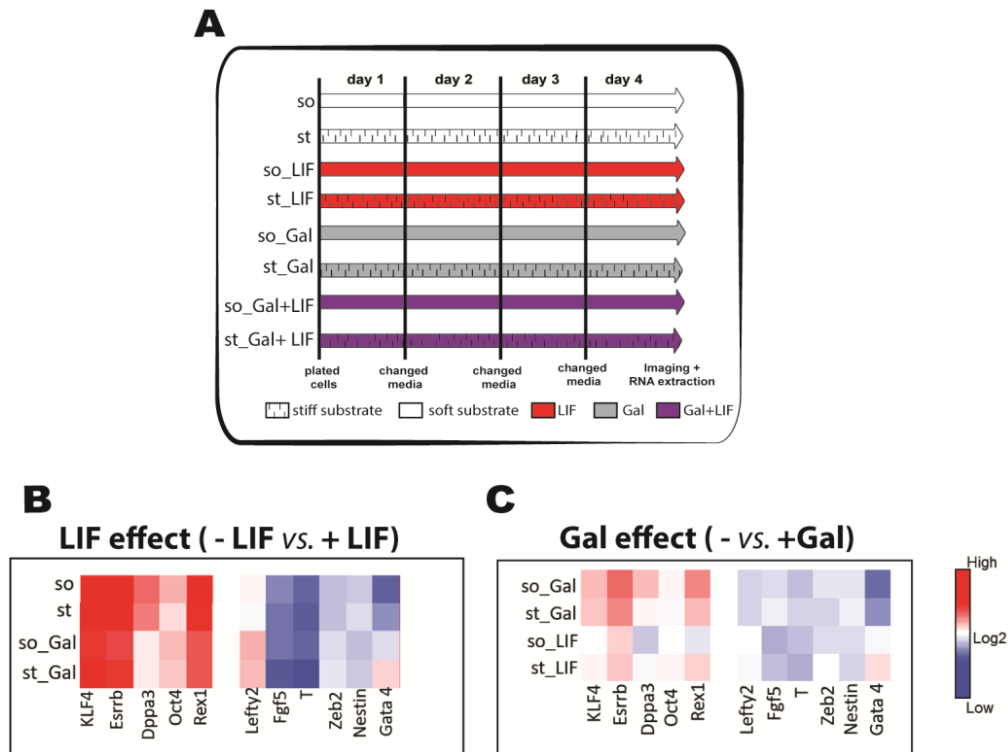 A
day 1 day 2 day 3 day 4
so
st
so_LIF
st_LIF
so_Gal
st_Gal
so_Gal+LIF
st_Gal+ LIF
plated cells
changed media
changed media
changed media
Imaging + RNA extraction
stiff substrate soft substrate LIF Gal Gal+LIF
B
LIF effect ( - LIF vs. + LIF)
so
st
so_Gal
st_Gal
KLF4 Esrrb Dppa3 Oct4 Rex1 Lefty2 Fgf5 T Zeb2 Nestin Gata 4
C
Gal effect ( - vs. +Gal)
so_Gal
st_Gal
so_LIF
st_LIF
KLF4 Esrrb Dppa3 Oct4 Rex1 Lefty2 Fgf5 T Zeb2 Nestin Gata 4
High
Log2
Low